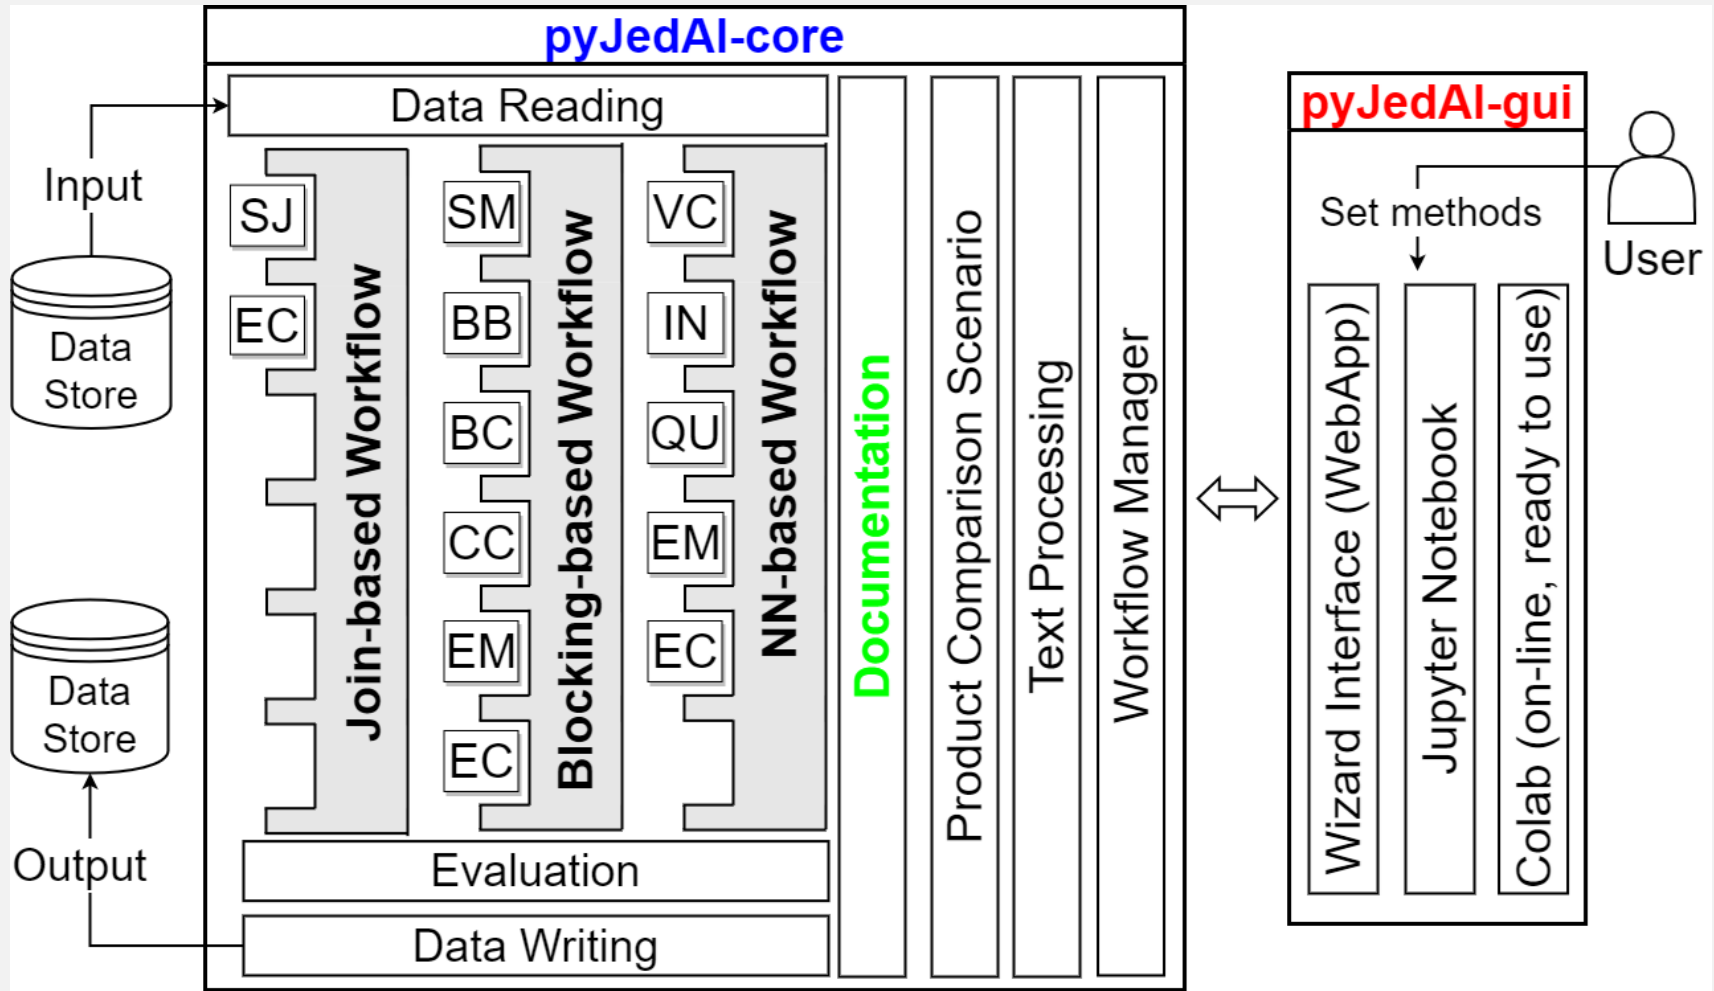 pyJedAI-core
Data Reading
Input
Data
Store
Data
Store
Output
SJ
EC
Join-based Workflow
SM
BB
BC
CC
EM
EC
Blocking-based Workflow
VC
IN
QU
EM
EC
NN-based Workflow
Evaluation
Data Writing
Documentation
Product Comparison Scenario
Text Processing
Workflow Manager
pyJedAI-gui
Set methods
User
Wizard Interface (WebApp)
Jupyter Notebook
Colab (on-line, ready to use)